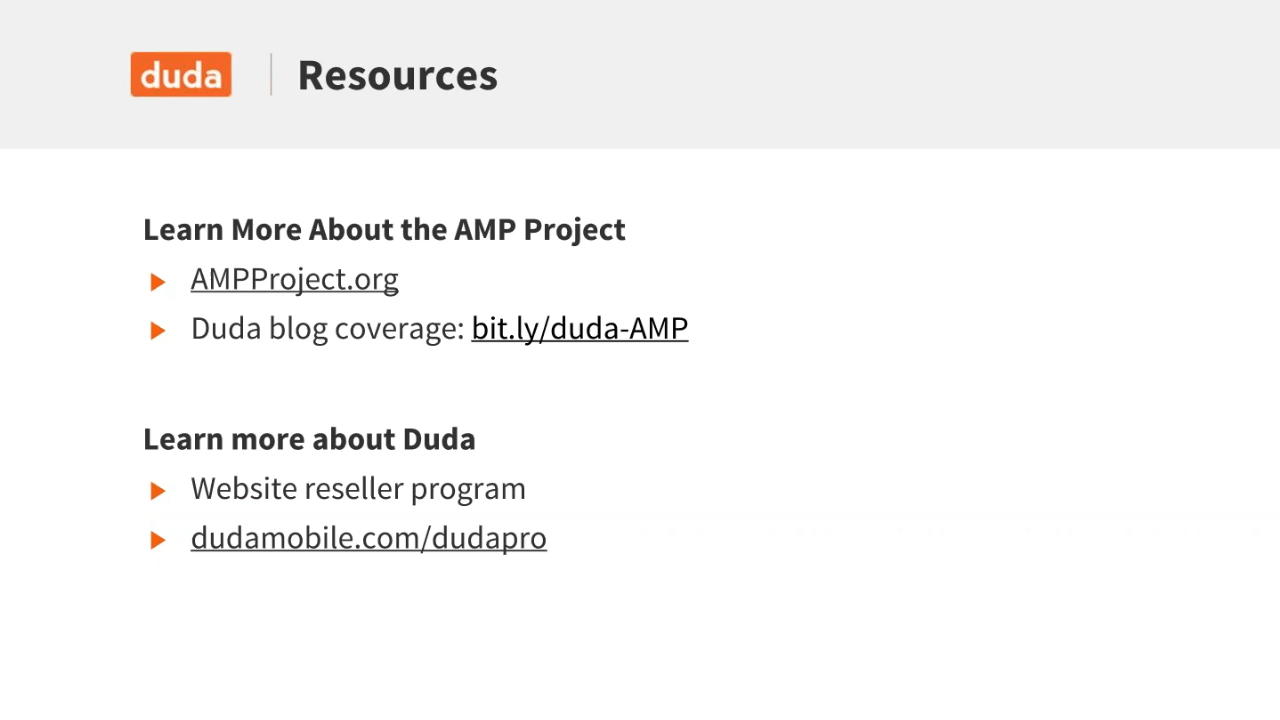 duda
Resources
Learn More About the AMP Project
AMPProject.org
Duda blog coverage: bit.ly/duda-AMP
Learn more about Duda
Website reseller program
dudamobile.com/dudapro